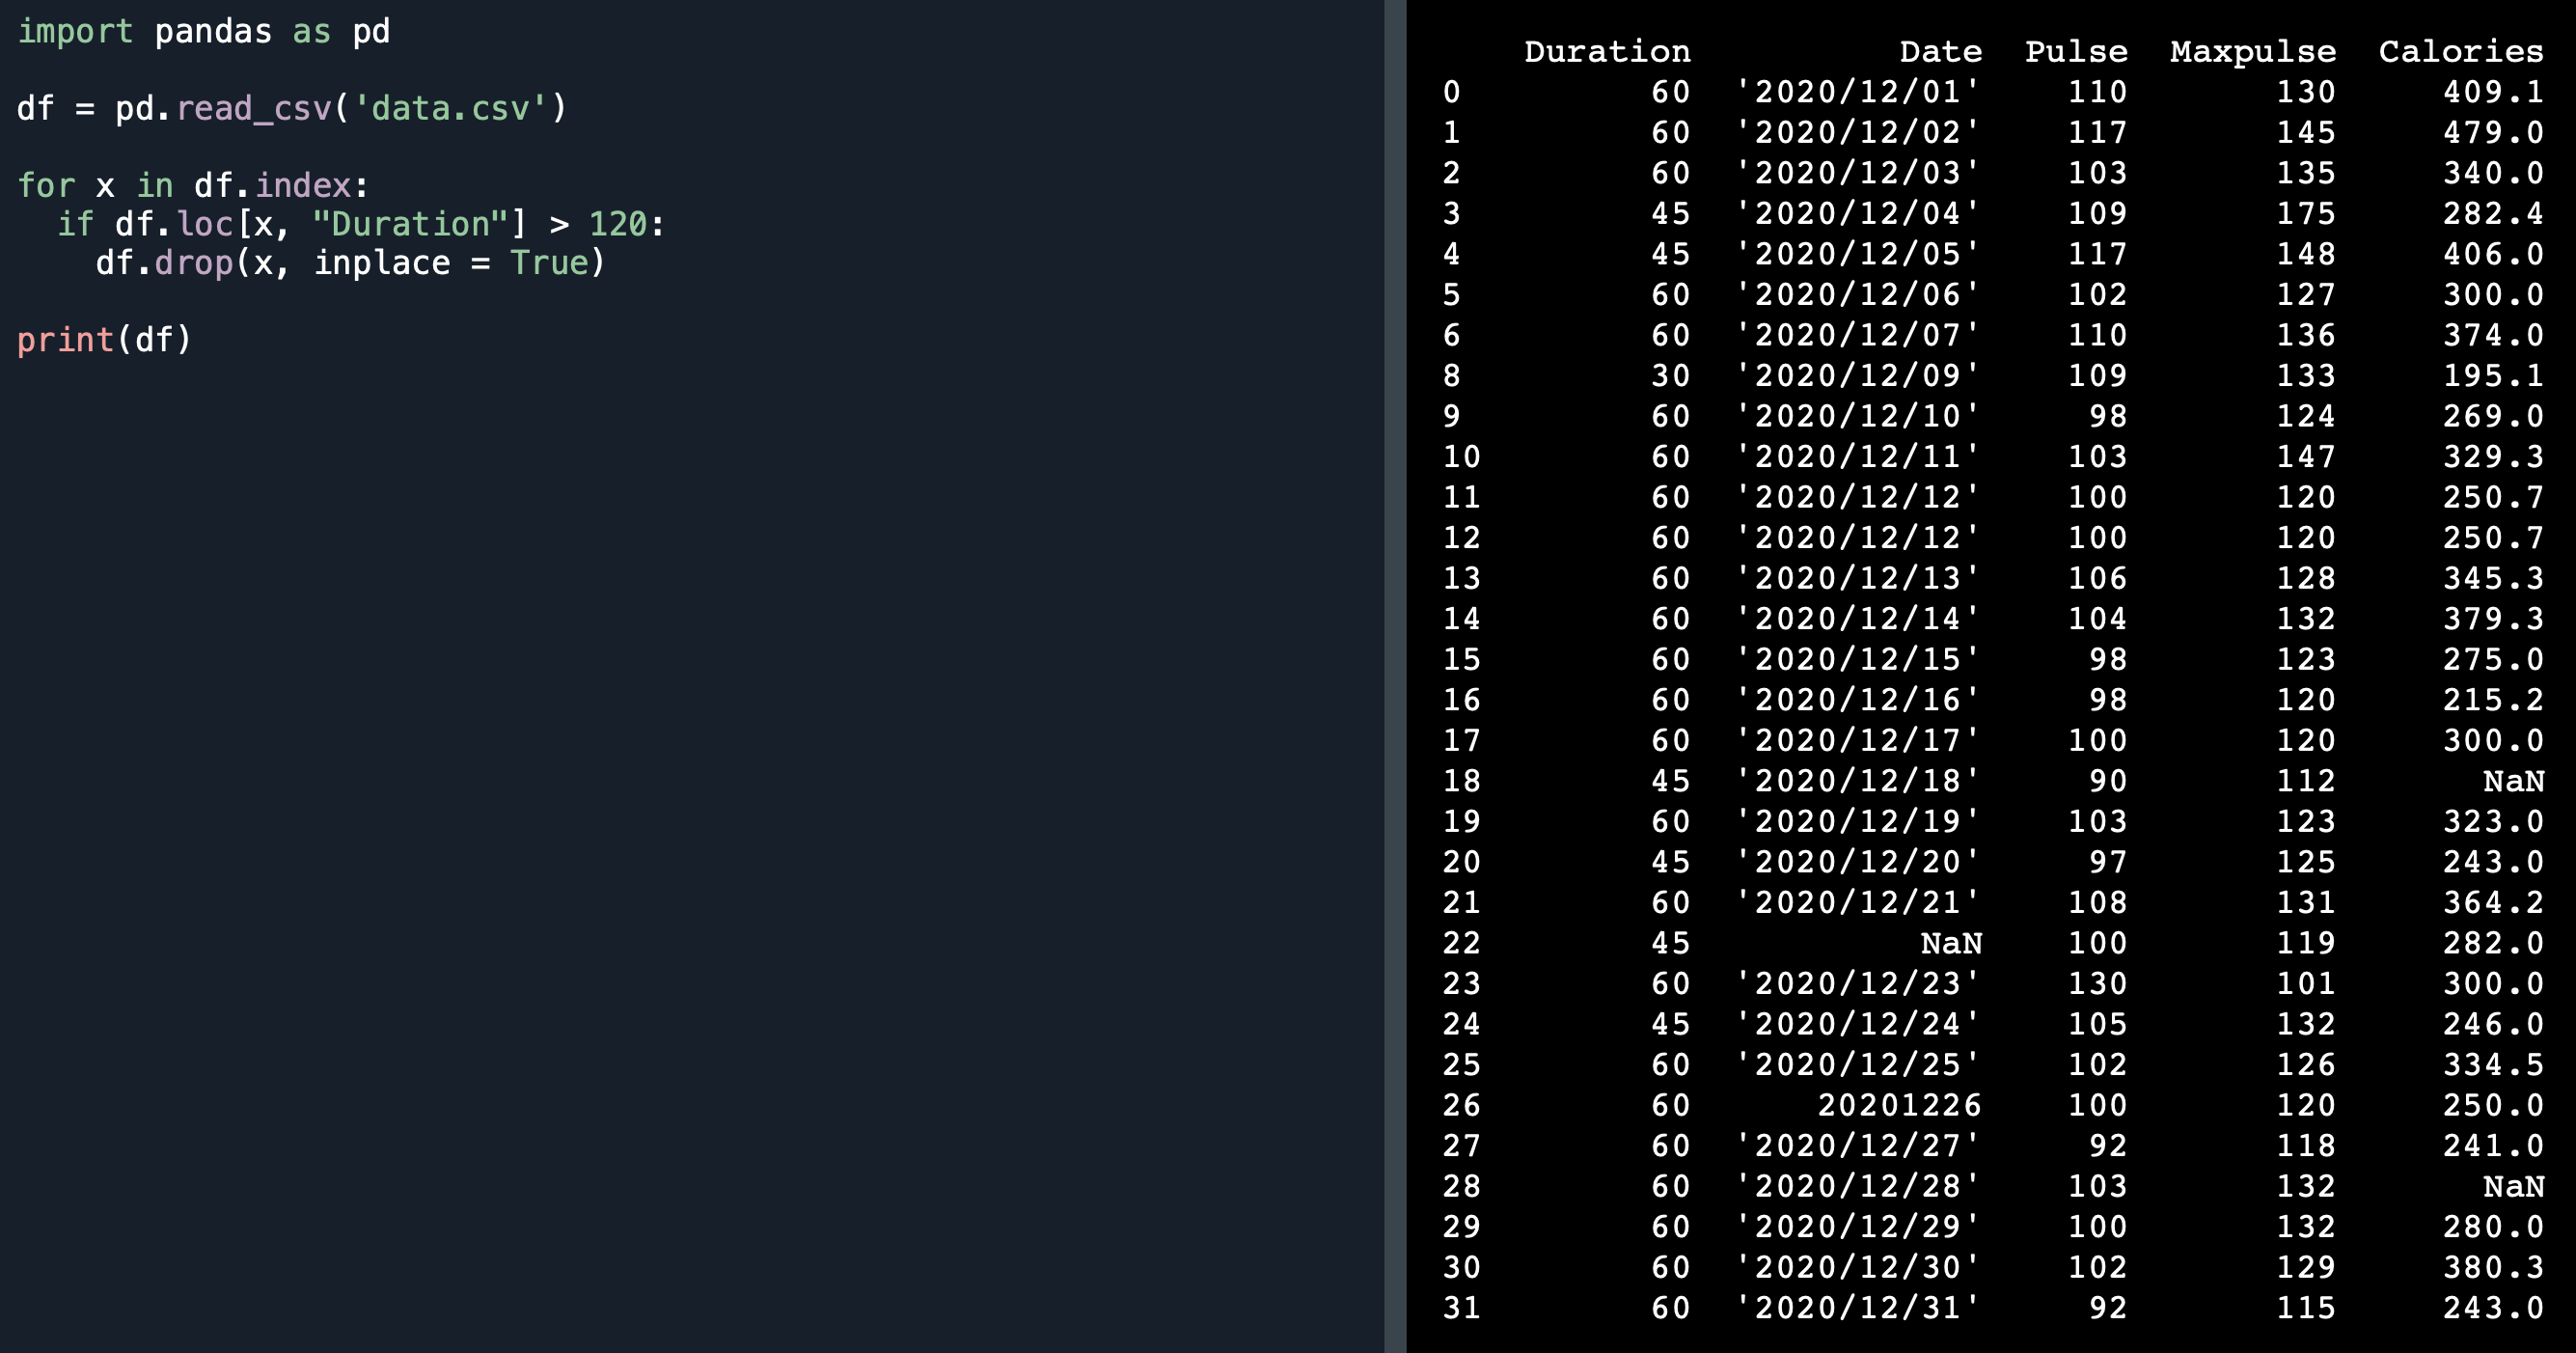 import pandas as pd
df = pd.read_csv('data.csv')
for x in df.index:
  if df.loc[x, "Duration"] > 120:
    df.drop(x, inplace = True)
print(df)
    Duration          Date  Pulse  Maxpulse  Calories
0         60  '2020/12/01'    110       130     409.1
1         60  '2020/12/02'    117       145     479.0
2         60  '2020/12/03'    103       135     340.0
3         45  '2020/12/04'    109       175     282.4
4         45  '2020/12/05'    117       148     406.0
5         60  '2020/12/06'    102       127     300.0
6         60  '2020/12/07'    110       136     374.0
8         30  '2020/12/09'    109       133     195.1
9         60  '2020/12/10'     98       124     269.0
10        60  '2020/12/11'    103       147     329.3
11        60  '2020/12/12'    100       120     250.7
12        60  '2020/12/12'    100       120     250.7
13        60  '2020/12/13'    106       128     345.3
14        60  '2020/12/14'    104       132     379.3
15        60  '2020/12/15'     98       123     275.0
16        60  '2020/12/16'     98       120     215.2
17        60  '2020/12/17'    100       120     300.0
18        45  '2020/12/18'     90       112       NaN
19        60  '2020/12/19'    103       123     323.0
20        45  '2020/12/20'     97       125     243.0
21        60  '2020/12/21'    108       131     364.2
22        45           NaN    100       119     282.0
23        60  '2020/12/23'    130       101     300.0
24        45  '2020/12/24'    105       132     246.0
25        60  '2020/12/25'    102       126     334.5
26        60      20201226    100       120     250.0
27        60  '2020/12/27'     92       118     241.0
28        60  '2020/12/28'    103       132       NaN
29        60  '2020/12/29'    100       132     280.0
30        60  '2020/12/30'    102       129     380.3
31        60  '2020/12/31'     92       115     243.0